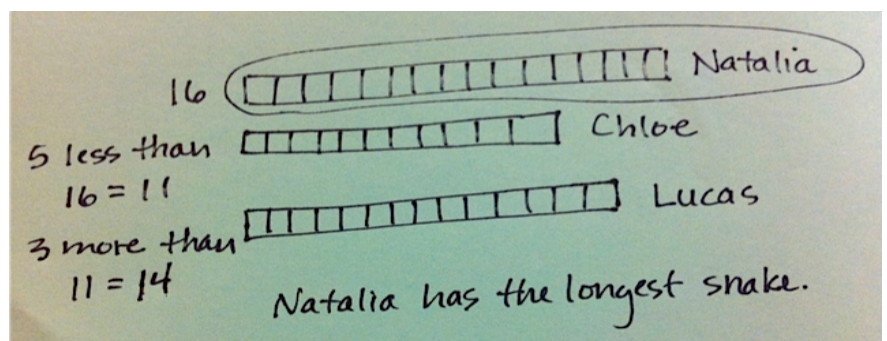 16 Natalia
5 less than Chloe
16 = 11
3 more than Lucas
11 = 14
Natalia has the longest snake.